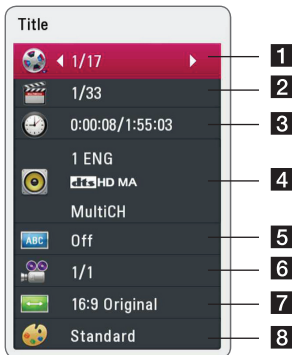 Title
1/17 1
1/33 2
0:00:08/1:55:03 3
1 ENG
dts HD MA 4
MultiCH
ABC Off 5
1/1 6
16:9 Original 7
Standard 8